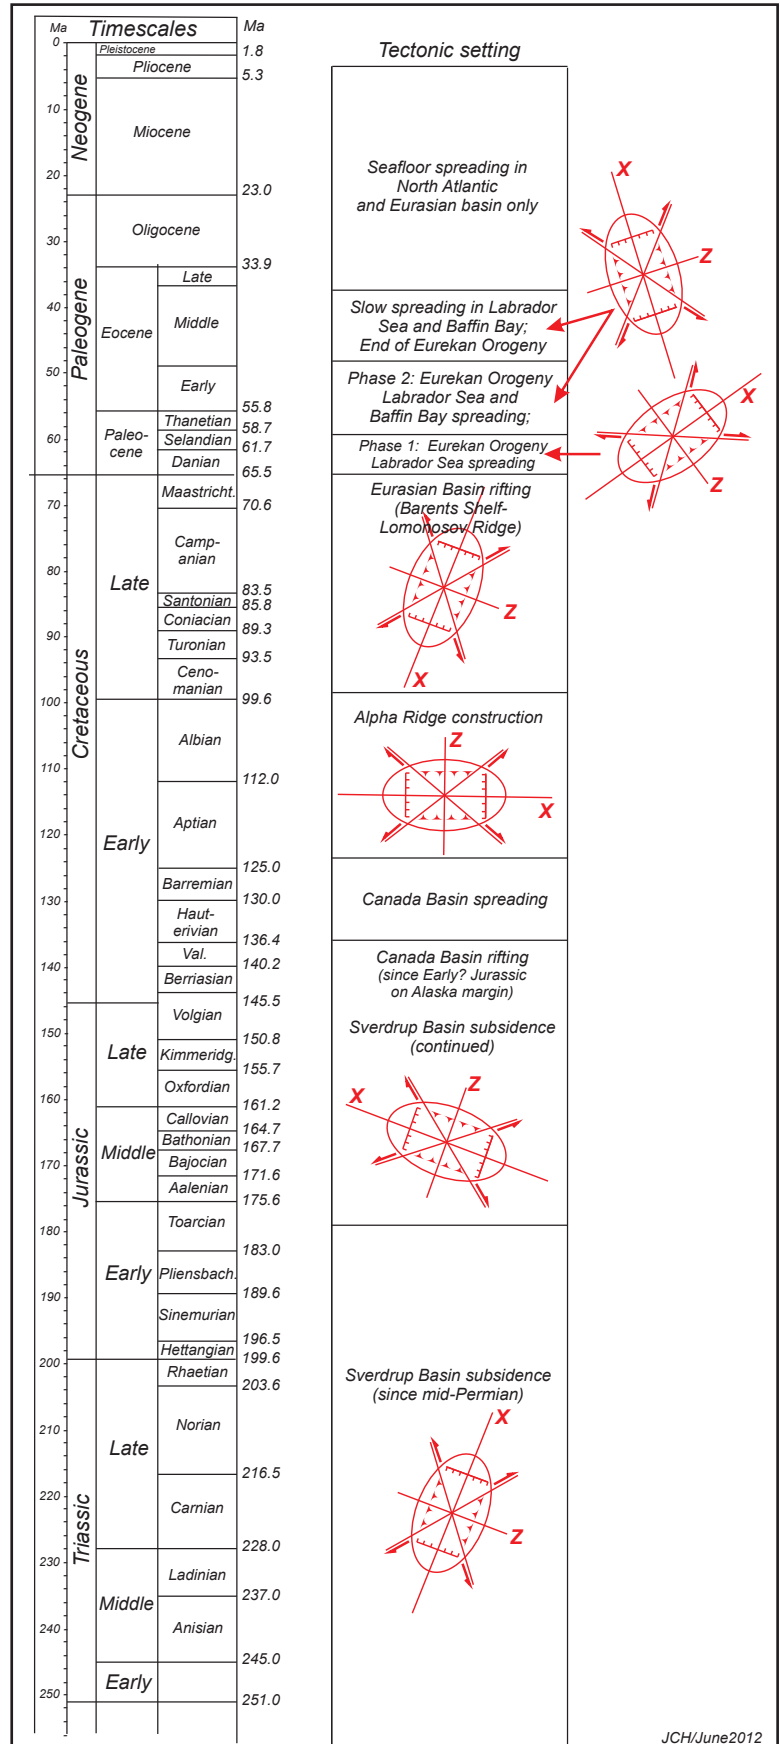 Ma
Timescales
Ma
0
10
20
30
40
50
60
70
80
90
100
110
120
130
140
150
160
170
180
190
200
210
220
230
240
250
Neogene
Paleogene
Cretaceous
Jurassic
Triassic
Pleistocene
1.8
Pliocene
5.3
Miocene
23.0
Oligocene
33.9
Eocene
Late
Middle
Early
55.8
Paleo-
cene
Thanetian
58.7
Selandian
61.7
Danian
65.5
Late
Maastricht.
70.6
Camp-
anian
83.5
Santonian
85.8
Coniacian
89.3
Turonian
93.5
Ceno-
manian
99.6
Early
Albian
112.0
Aptian
125.0
Barremian
130.0
Haut-
erivian
136.4
Val.
140.2
Berriasian
145.5
Late
Volgian
150.8
Kimmeridg.
155.7
Oxfordian
161.2
Middle
Callovian
164.7
Bathonian
167.7
Bajocian
171.6
Aalenian
175.6
Early
Toarcian
183.0
Pliensbach.
189.6
Sinemurian
196.5
Hettangian
199.6
Late
Rhaetian
203.6
Norian
216.5
Carnian
228.0
Middle
Ladinian
237.0
Anisian
245.0
Early
251.0
Tectonic setting
Seafloor spreading in
North Atlantic
and Eurasian basin only
X
Z
Slow spreading in Labrador
Sea and Baffin Bay;
End of Eurekan Orogeny
Phase 2: Eurekan Orogeny
Labrador Sea and
Baffin Bay spreading;
X
Z
Phase 1: Eurekan Orogeny
Labrador Sea spreading
Eurasian Basin rifting
(Barents Shelf-
Lomonosov Ridge)
Z
X
Alpha Ridge construction
Z
X
Canada Basin spreading
Canada Basin rifting
(since Early? Jurassic
on Alaska margin)
Sverdrup Basin subsidence
(continued)
X
Z
Sverdrup Basin subsidence
(since mid-Permian)
X
Z
JCH/June2012